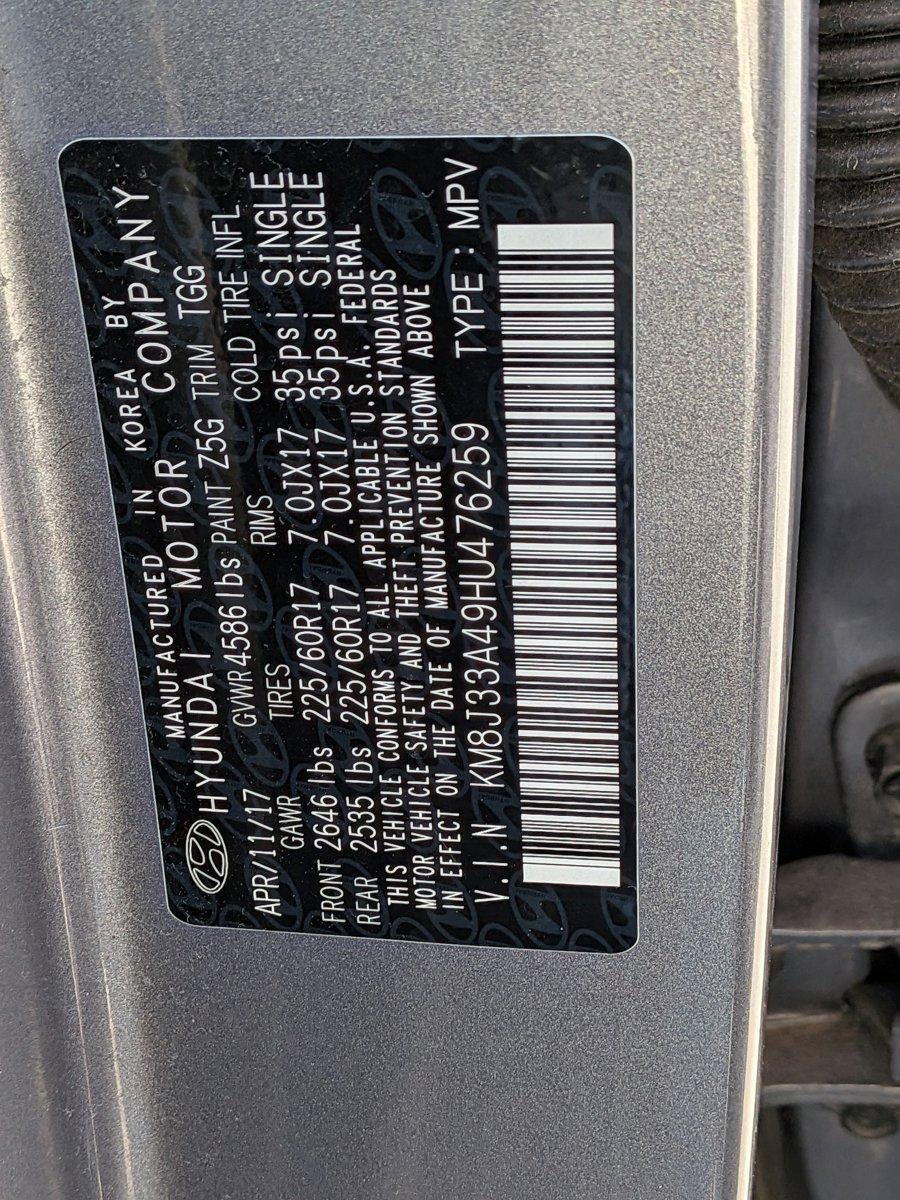 MANUFACTURED IN KOREA BY
HYUNDAI MOTOR COMPANY
APR/11/17 GVWR 4586 lbs PAINT Z5G TRIM TGG
GAWR TIRES RIMS COLD TIRE INFL
FRONT 2646 lbs 225/60R17 7.0JX17 35psi SINGLE
REAR 2535 lbs 225/60R17 7.0JX17 35psi SINGLE
THIS VEHICLE CONFORMS TO ALL APPLICABLE U.S.A. FEDERAL
MOTOR VEHICLE SAFETY AND THEFT PREVENTION STANDARDS
IN EFFECT ON THE DATE OF MANUFACTURE SHOWN ABOVE
V.I.N KM8J33A49HU476259 TYPE : MPV